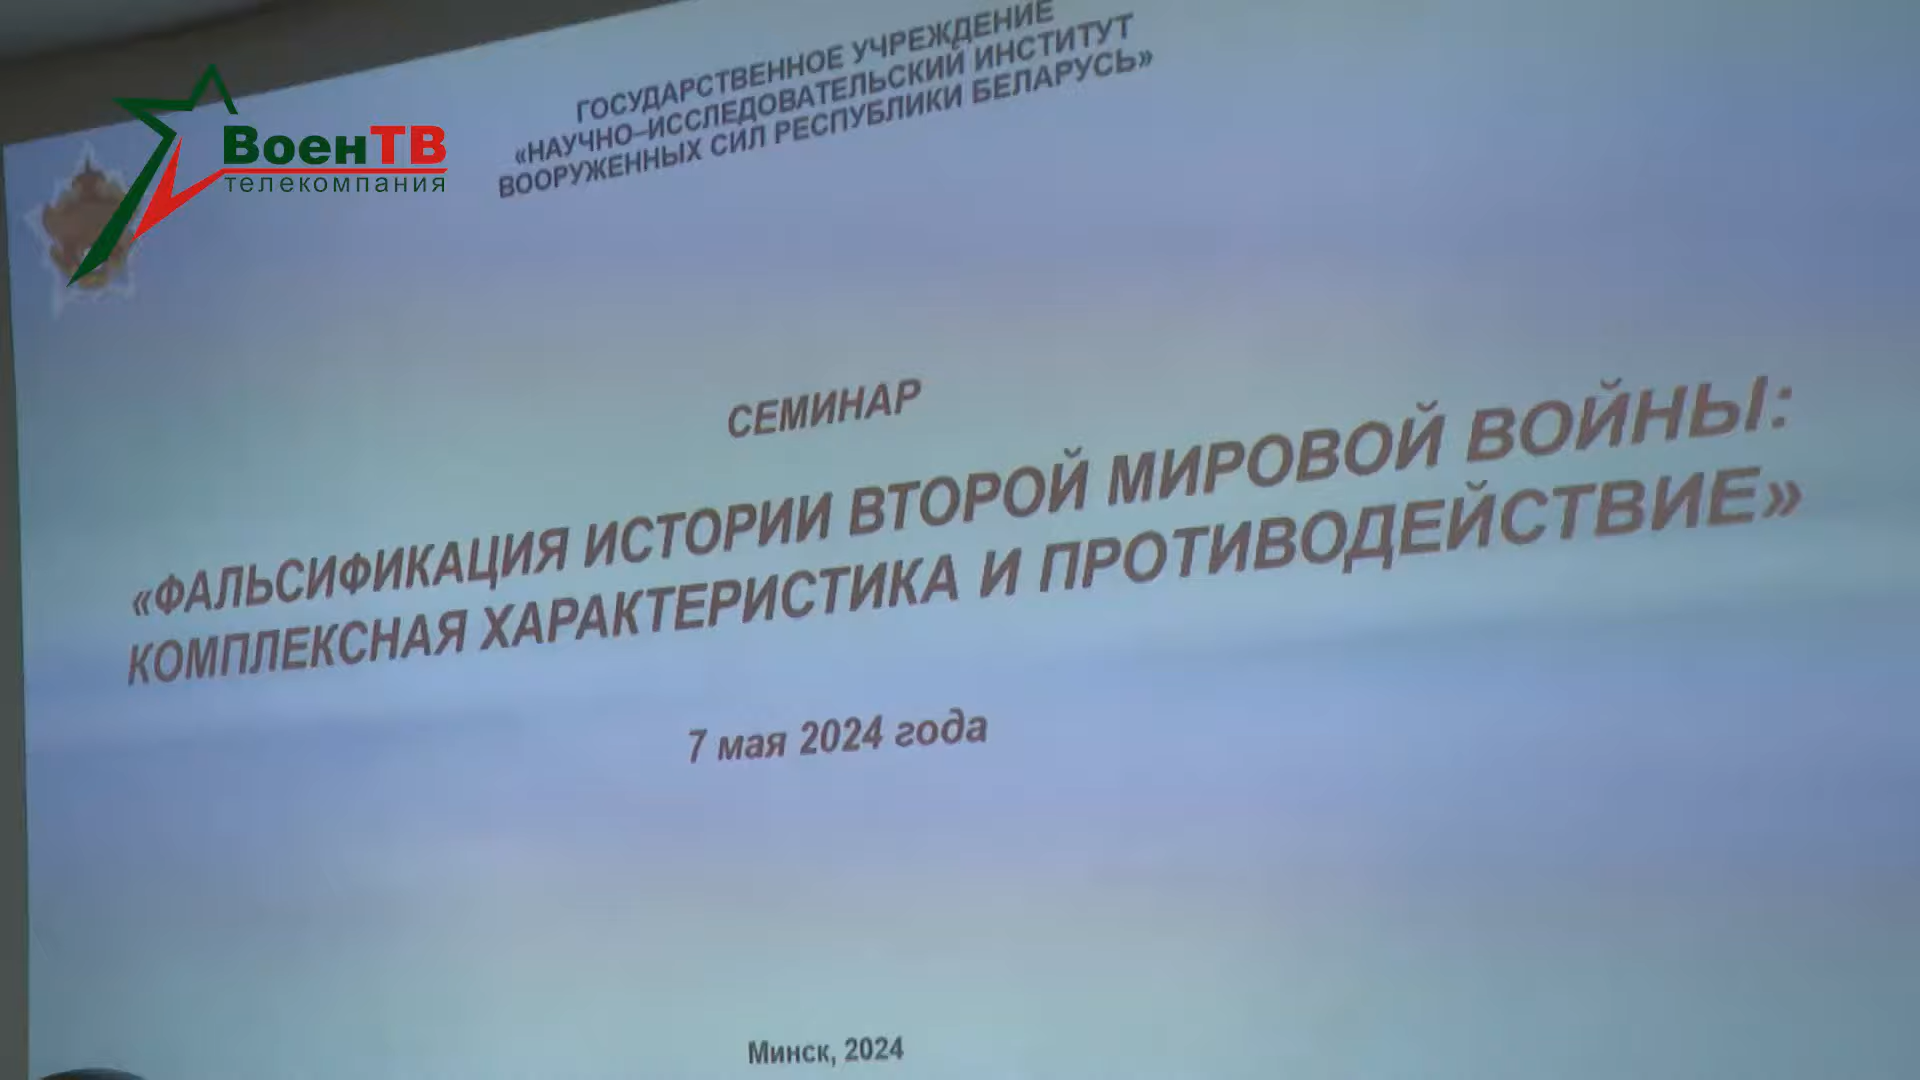 ВоенТВ
телекомпания
ГОСУДАРСТВЕННОЕ УЧРЕЖДЕНИЕ
«НАУЧНО–ИССЛЕДОВАТЕЛЬСКИЙ ИНСТИТУТ
ВООРУЖЕННЫХ СИЛ РЕСПУБЛИКИ БЕЛАРУСЬ»
СЕМИНАР
«ФАЛЬСИФИКАЦИЯ ИСТОРИИ ВТОРОЙ МИРОВОЙ ВОЙНЫ:
КОМПЛЕКСНАЯ ХАРАКТЕРИСТИКА И ПРОТИВОДЕЙСТВИЕ»
7 мая 2024 года
Минск, 2024